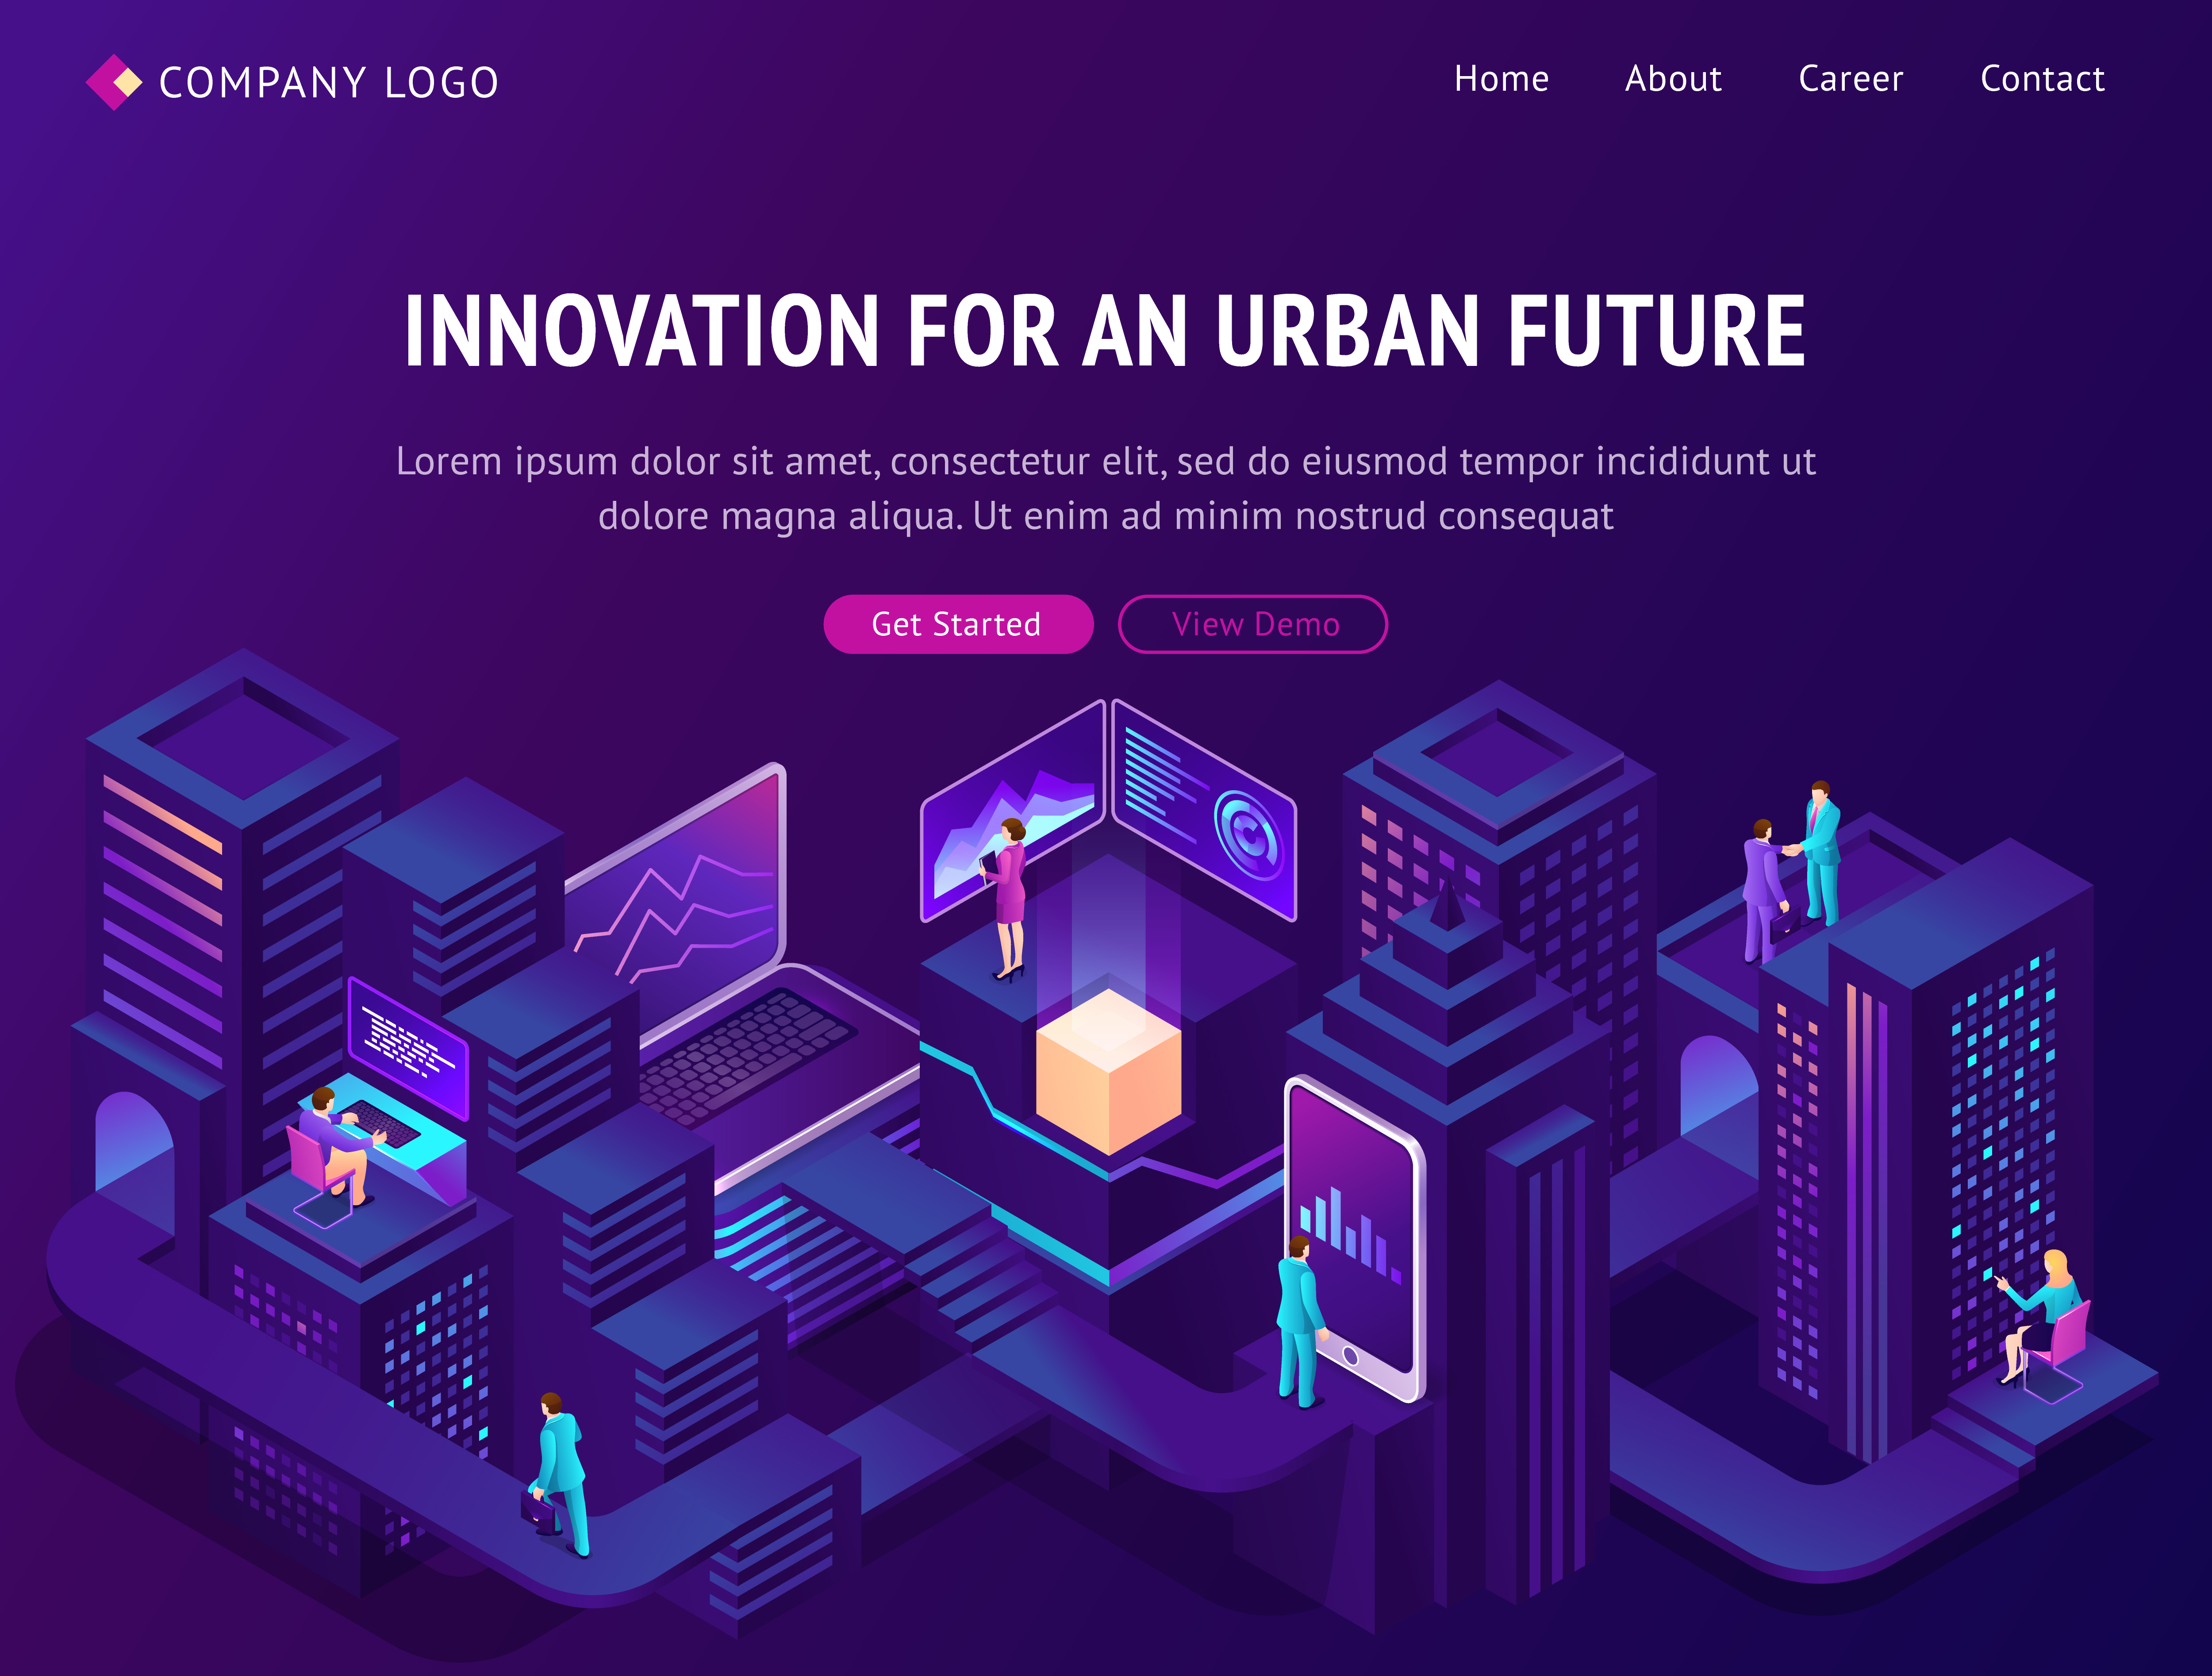 COMPANY LOGO
Home About Career Contact
INNOVATION FOR AN URBAN FUTURE
Lorem ipsum dolor sit amet, consectetur elit, sed do eiusmod tempor incididunt ut
dolore magna aliqua. Ut enim ad minim nostrud consequat
Get Started View Demo